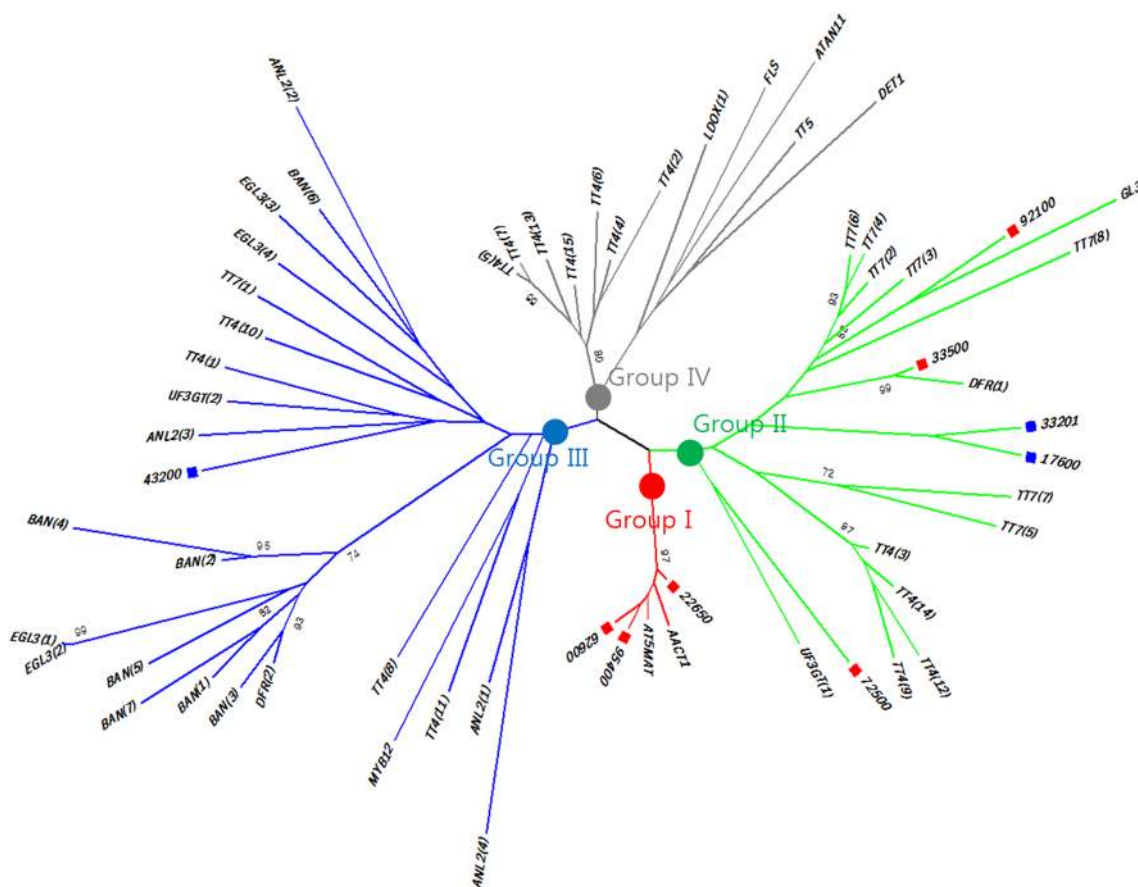 ANL2(2)
EGL3(3)
BAN(6)
EGL3(4)
TT7(1)
TT4(10)
TT4(1)
UF3GT(2)
ANL2(3)
43200
BAN(4)
BAN(2)
95
74
EGL3(1)
99
EGL3(2)
82
93
BAN(5)
BAN(7)
BAN(1)
BAN(3)
DFR(2)
Group III
TT4(8)
MYB12
TT4(11)
ANL2(1)
ANL2(4)
TT4(5)
TT4(7)
TT4(13)
TT4(15)
TT4(6)
TT4(4)
TT4(2)
LDOX(1)
FLS
ATAN11
TT5
DET1
Group IV
TT7(6)
TT7(4)
TT7(2)
TT7(3)
92100
GL3
TT7(8)
93
33500
99
DFR(1)
33201
17600
Group II
72
TT7(7)
TT7(5)
97
TT4(3)
TT4(14)
TT4(12)
TT4(9)
72500
UF3GT(1)
Group I
97
22650
AACT1
AT5MAT
95400
62600